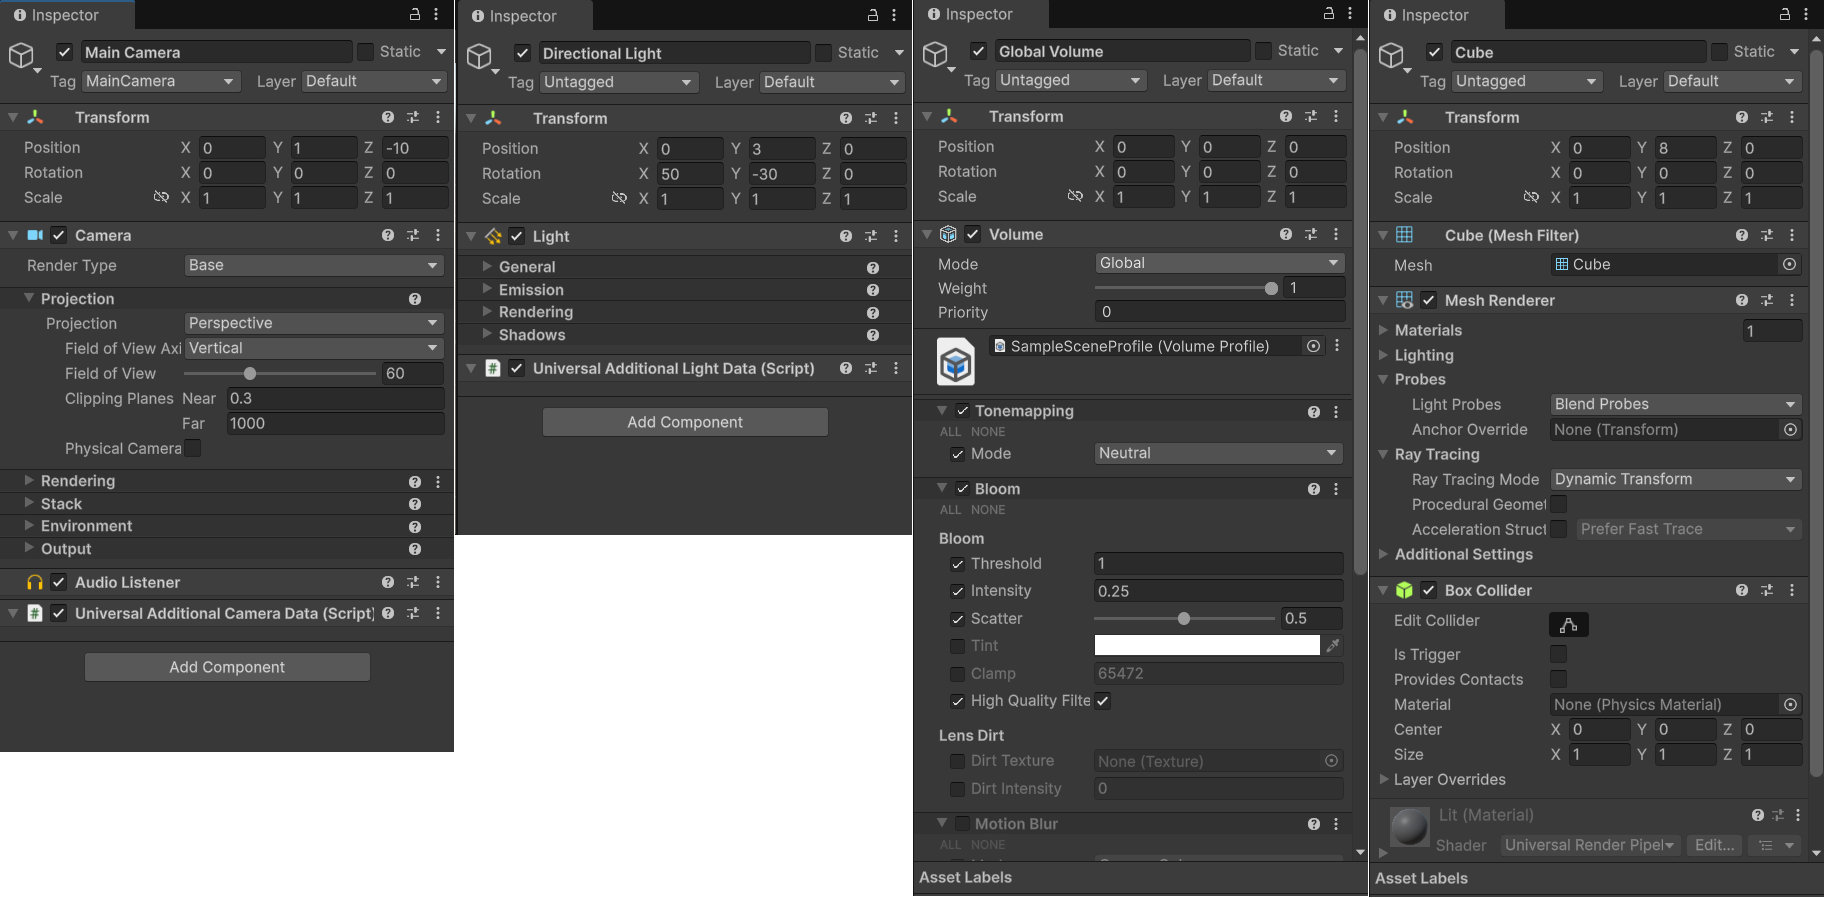 Inspector
Main Camera Static
Tag MainCamera Layer Default
Transform
Position X 0 Y 1 Z -10
Rotation X 0 Y 0 Z 0
Scale X 1 Y 1 Z 1
Camera
Render Type Base
Projection
Projection Perspective
Field of View Axi Vertical
Field of View 60
Clipping Planes Near 0.3
Far 1000
Physical Camera
Rendering
Stack
Environment
Output
Audio Listener
# Universal Additional Camera Data (Script)
Add Component
Inspector
Directional Light Static
Tag Untagged Layer Default
Transform
Position X 0 Y 3 Z 0
Rotation X 50 Y -30 Z 0
Scale X 1 Y 1 Z 1
Light
General
Emission
Rendering
Shadows
# Universal Additional Light Data (Script)
Add Component
Inspector
Global Volume Static
Tag Untagged Layer Default
Transform
Position X 0 Y 0 Z 0
Rotation X 0 Y 0 Z 0
Scale X 1 Y 1 Z 1
Volume
Mode Global
Weight 1
Priority 0
SampleSceneProfile (Volume Profile)
Tonemapping
ALL NONE
Mode Neutral
Bloom
ALL NONE
Bloom
Threshold 1
Intensity 0.25
Scatter 0.5
Tint
Clamp 65472
High Quality Filte
Lens Dirt
Dirt Texture None (Texture)
Dirt Intensity 0
Motion Blur
ALL NONE
Asset Labels
Inspector
Cube Static
Tag Untagged Layer Default
Transform
Position X 0 Y 8 Z 0
Rotation X 0 Y 0 Z 0
Scale X 1 Y 1 Z 1
Cube (Mesh Filter)
Mesh Cube
Mesh Renderer
Materials 1
Lighting
Probes
Light Probes Blend Probes
Anchor Override None (Transform)
Ray Tracing
Ray Tracing Mode Dynamic Transform
Procedural Geomet
Acceleration Struct Prefer Fast Trace
Additional Settings
Box Collider
Edit Collider
Is Trigger
Provides Contacts
Material None (Physics Material)
Center X 0 Y 0 Z 0
Size X 1 Y 1 Z 1
Layer Overrides
Lit (Material)
Shader Universal Render Pipel Edit...
Asset Labels